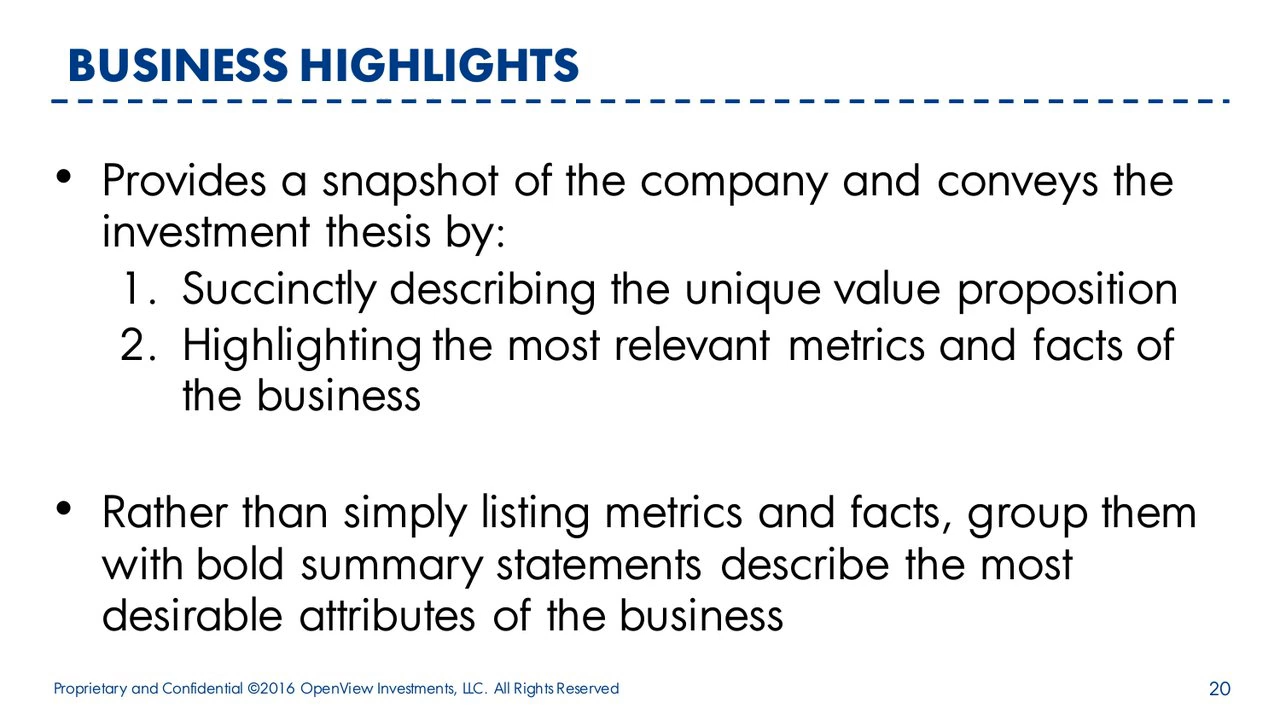 BUSINESS HIGHLIGHTS
• Provides a snapshot of the company and conveys the
investment thesis by:
1. Succinctly describing the unique value proposition
2. Highlighting the most relevant metrics and facts of
the business
• Rather than simply listing metrics and facts, group them
with bold summary statements describe the most
desirable attributes of the business
Proprietary and Confidential ©2016 OpenView Investments, LLC. All Rights Reserved
20